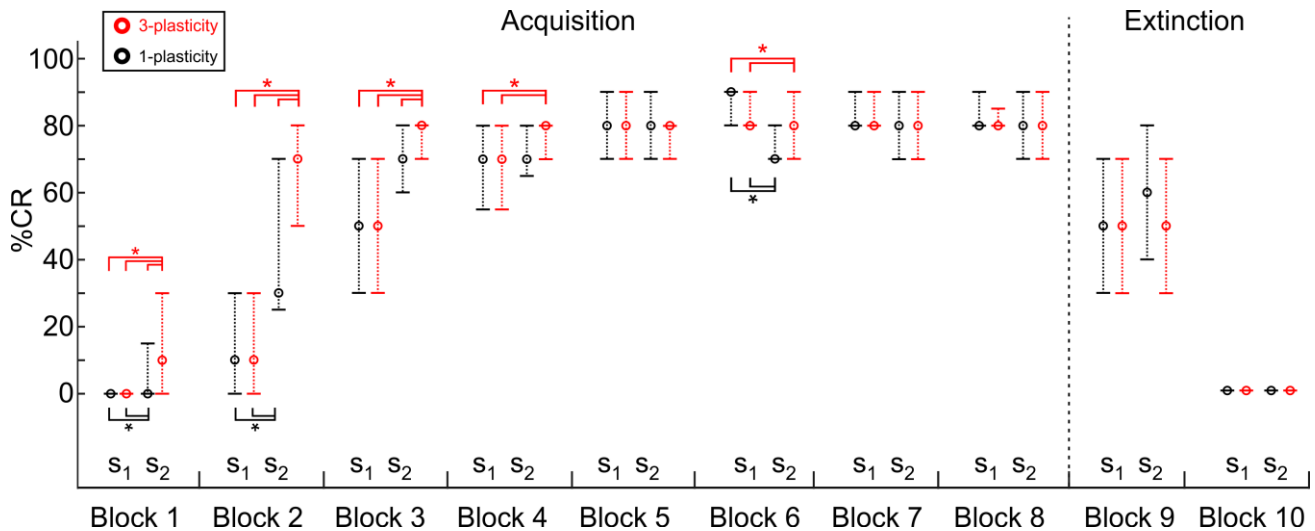 Acquisition
Extinction
3-plasticity
1-plasticity
%CR
100
80
60
40
20
0
*
*
*
*
*
*
*
*
s1 s2 s1 s2 s1 s2 s1 s2 s1 s2 s1 s2 s1 s2 s1 s2 s1 s2 s1 s2
Block 1 Block 2 Block 3 Block 4 Block 5 Block 6 Block 7 Block 8 Block 9 Block 10